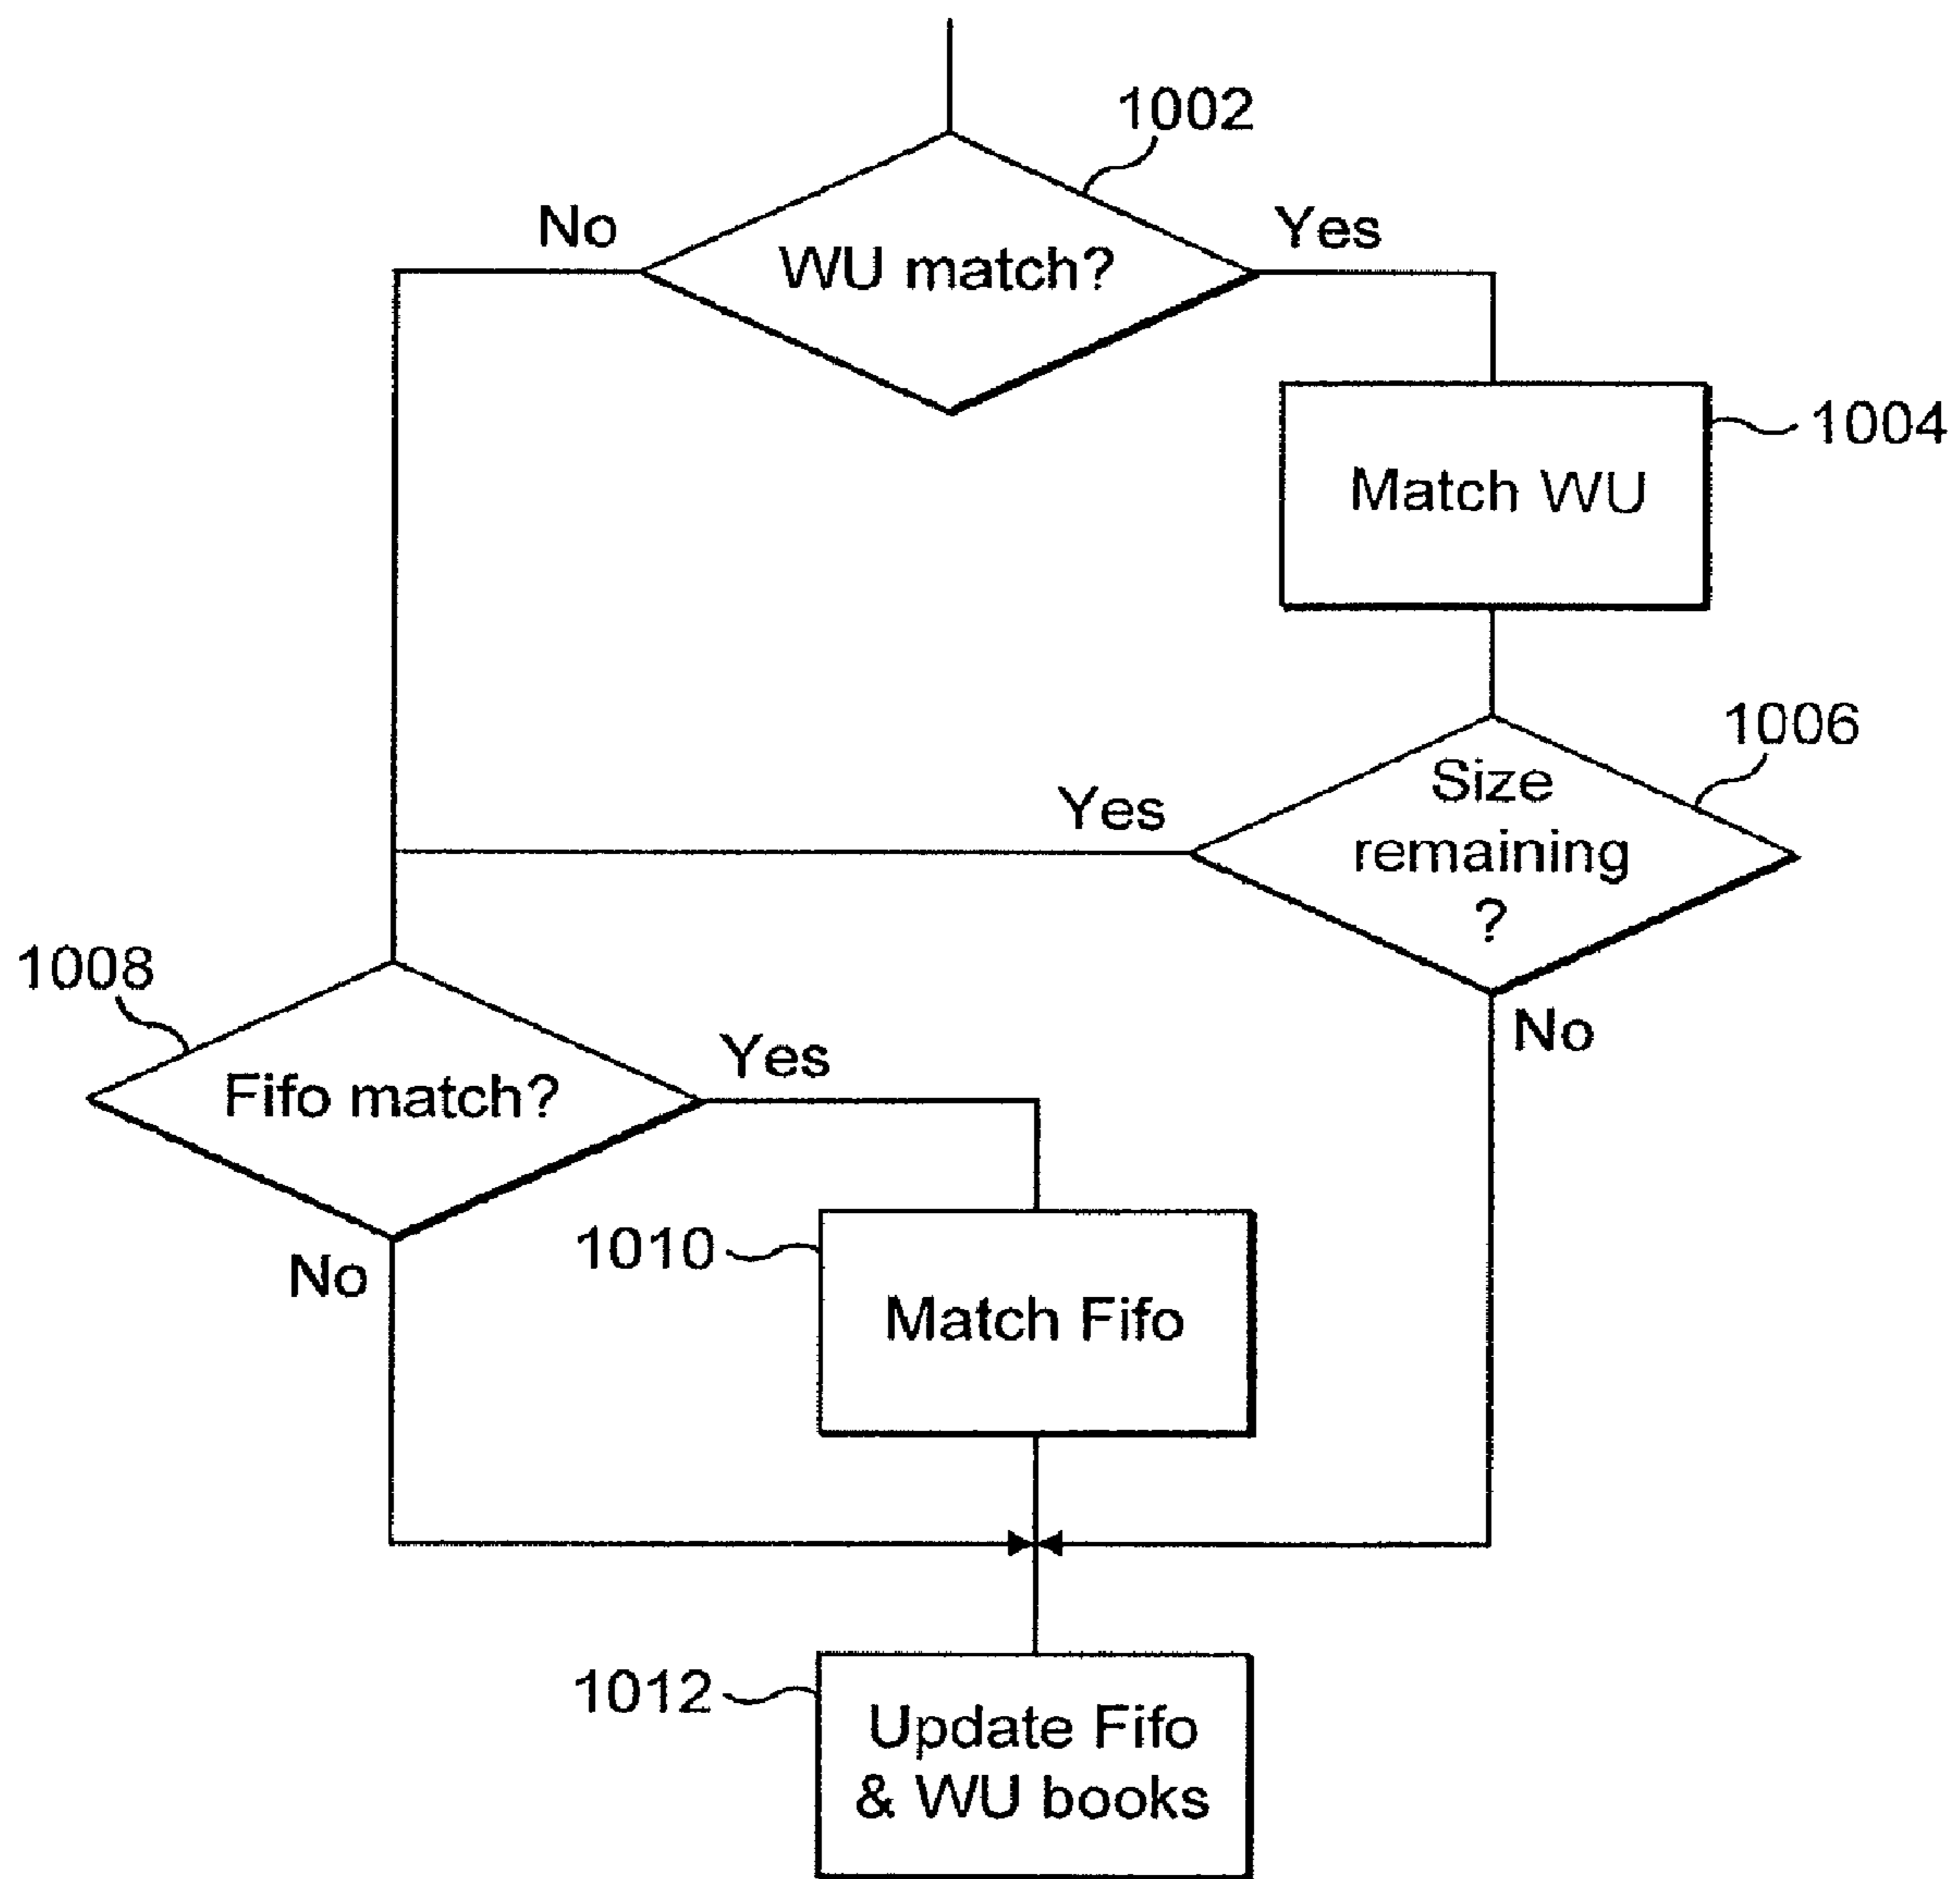 1002
No
Yes
WU match?
1004
Match WU
1006
Size
remaining
?
Yes
No
1008
Yes
Fifo match?
No
1010
Match Fifo
1012
Update Fifo
& WU books